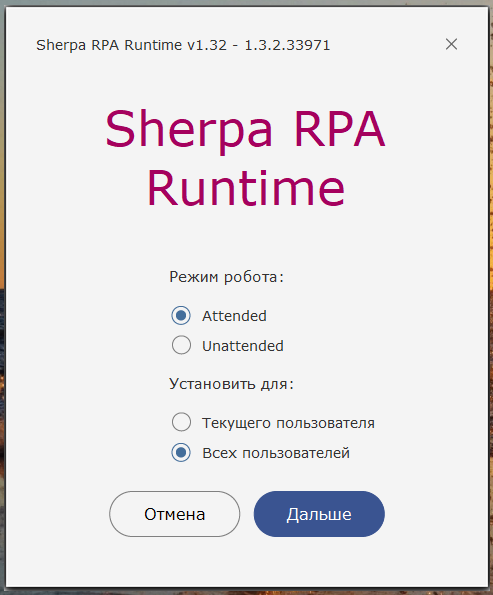 Sherpa RPA Runtime v1.32 - 1.3.2.33971
Sherpa RPA
Runtime
Режим робота:
Attended
Unattended
Установить для:
Текущего пользователя
Всех пользователей
Отмена
Дальше